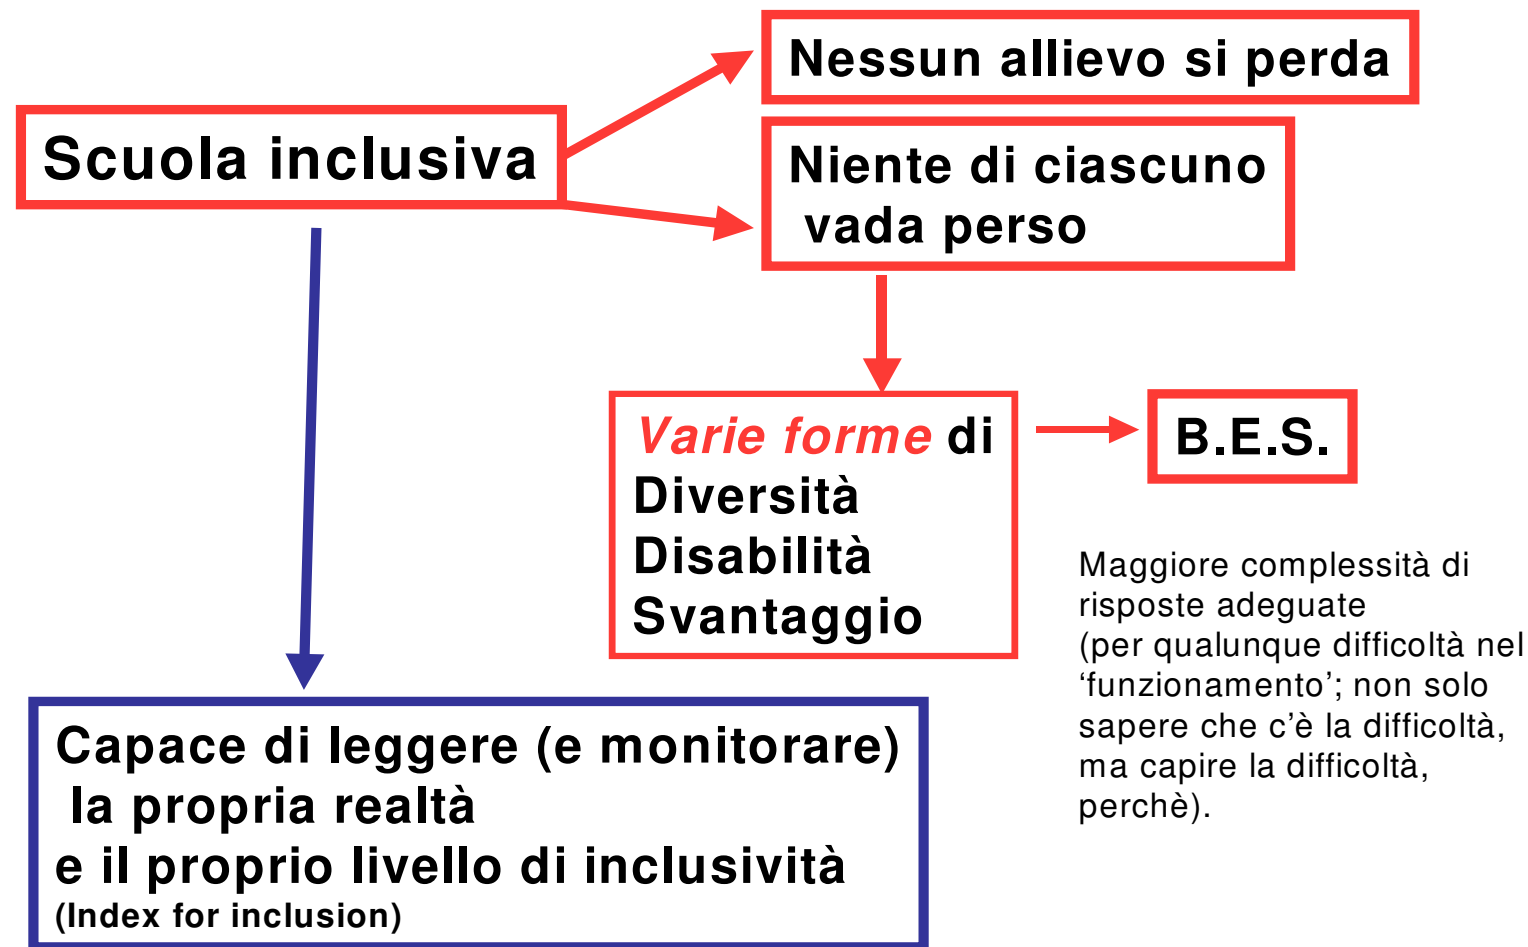 Nessun allievo si perda
Scuola inclusiva
Niente di ciascuno
vada perso
Varie forme di
Diversità
Disabilità
Svantaggio
B.E.S.
Maggiore complessità di
risposte adeguate
(per qualunque difficoltà nel
‘funzionamento’; non solo
sapere che c’è la difficoltà,
ma capire la difficoltà,
perchè).
Capace di leggere (e monitorare)
la propria realtà
e il proprio livello di inclusività
(Index for inclusion)